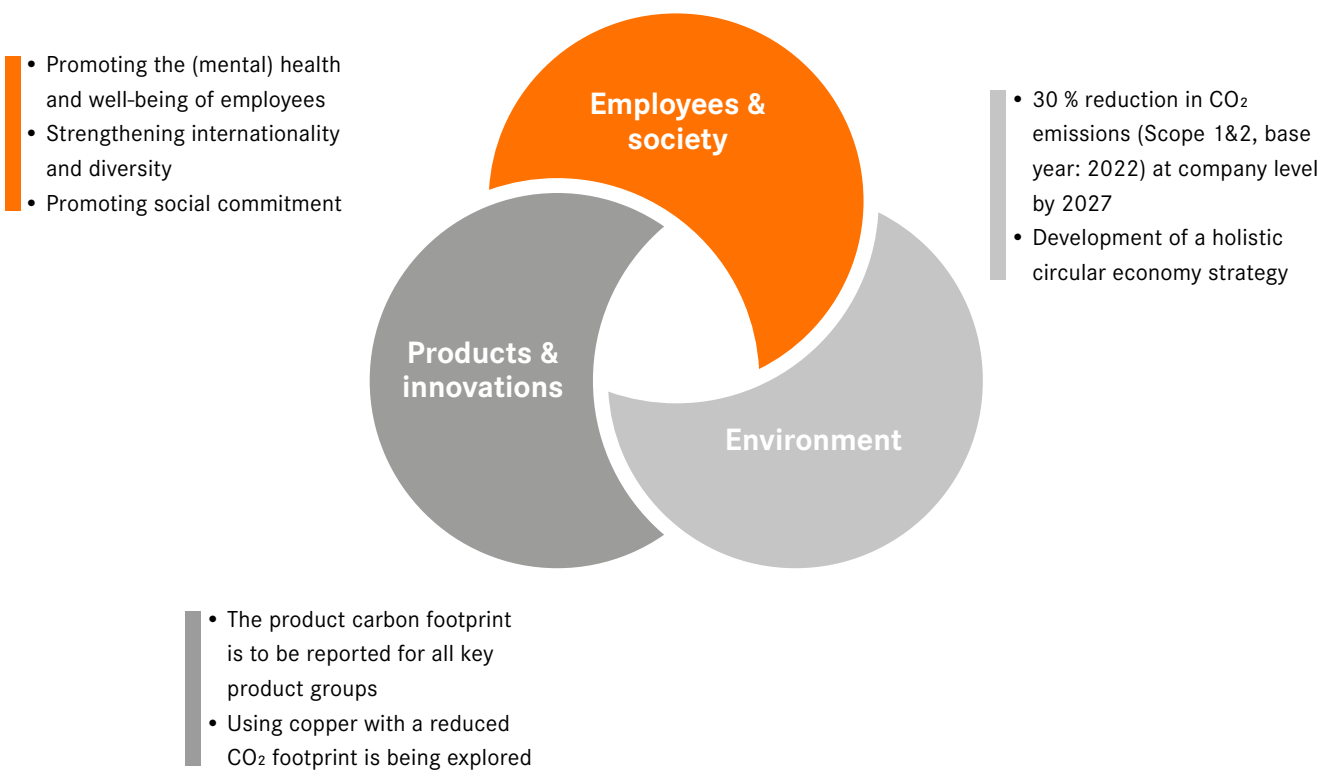 • Promoting the (mental) health
and well-being of employees
• Strengthening internationality
and diversity
• Promoting social commitment
Employees &
society
• 30 % reduction in CO₂
emissions (Scope 1&2, base
year: 2022) at company level
by 2027
• Development of a holistic
circular economy strategy
Products &
innovations
Environment
• The product carbon footprint
is to be reported for all key
product groups
• Using copper with a reduced
CO₂ footprint is being explored